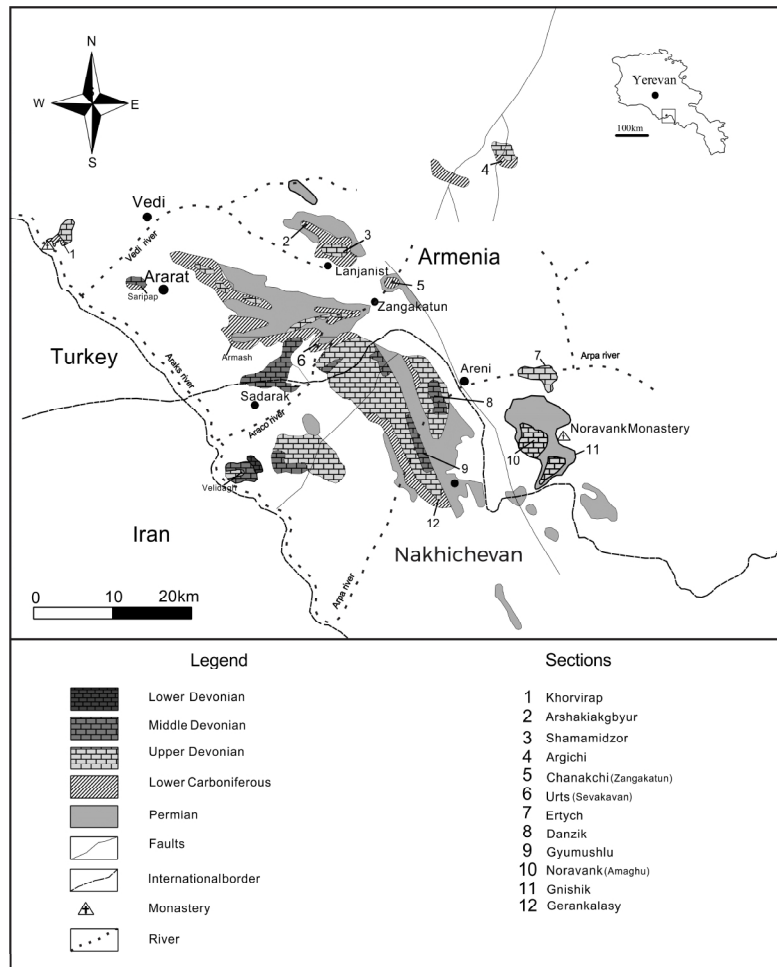 N
W
E
S
Yerevan
100km
4
Vedi
Vedi river
1
2
3
Lanjanist
Armenia
5
Ararat
Saripap
Zangakatun
Armash
6
Turkey
Araks river
Areni
7
Arpa river
Sadarak
Araco river
8
Noravank Monastery
10
11
9
Velidagh
12
Iran
Nakhichevan
Arpa river
0 10 20km
Legend
Lower Devonian
Middle Devonian
Upper Devonian
Lower Carboniferous
Permian
Faults
Internationalborder
Monastery
River
Sections
1 Khorvirap
2 Arshakiakgbyur
3 Shamamidzor
4 Argichi
5 Chanakchi (Zangakatun)
6 Urts (Sevakavan)
7 Ertych
8 Danzik
9 Gyumushlu
10 Noravank (Amaghu)
11 Gnishik
12 Gerankalasy